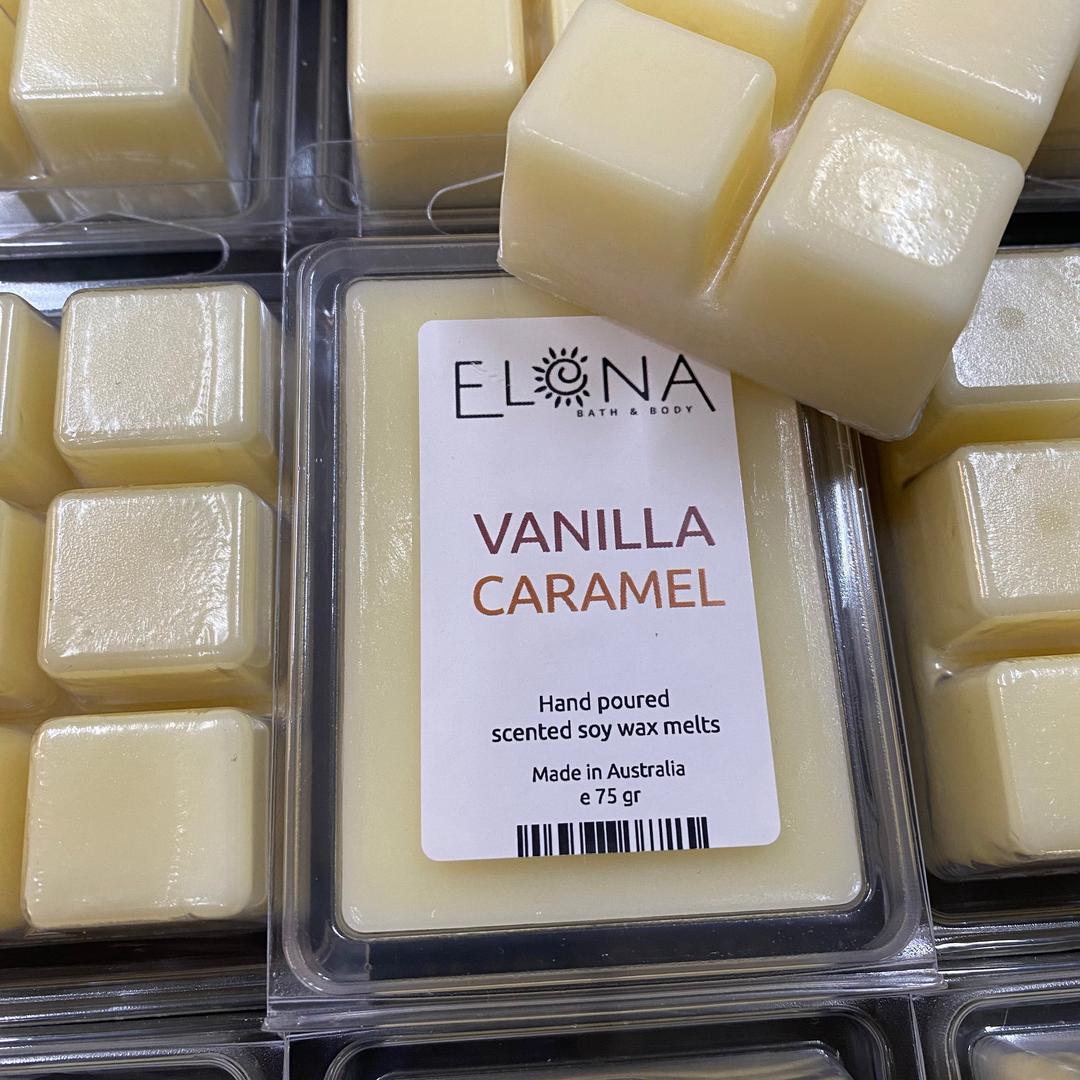 ELONA
BATH & BODY
VANILLA
CARAMEL
Hand poured
scented soy wax melts
Made in Australia
e 75 gr